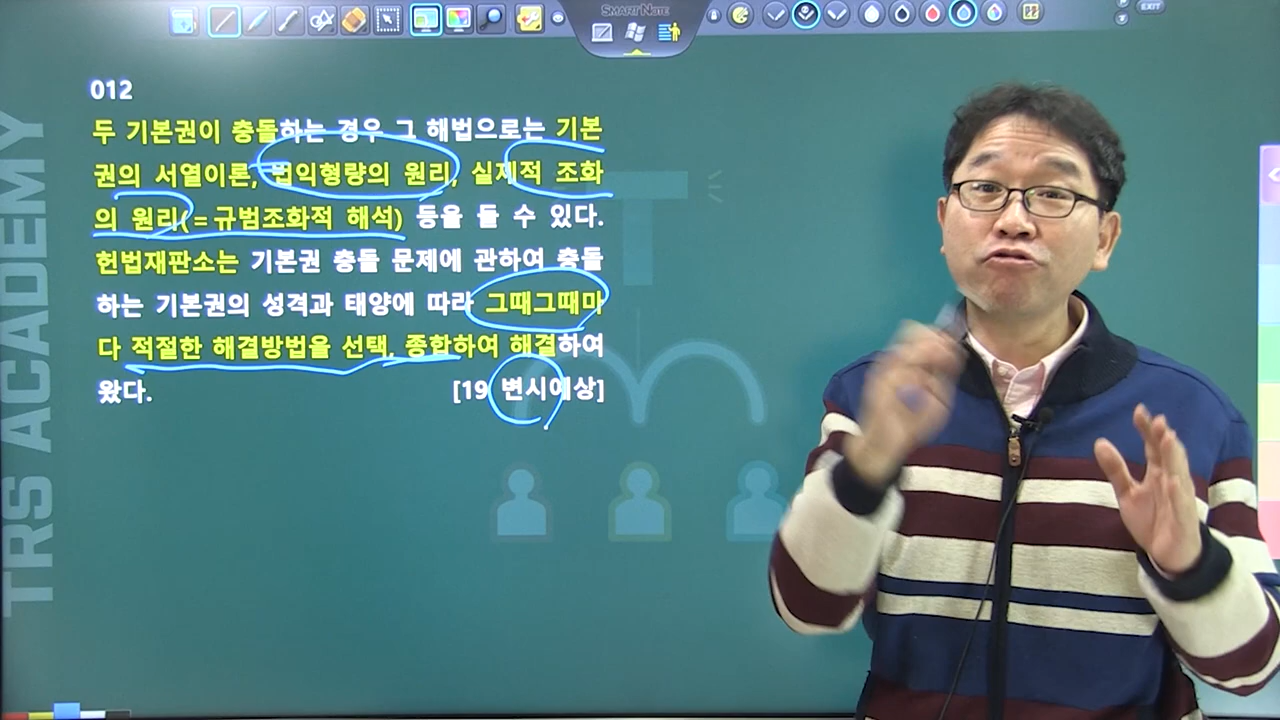 SMART NOTE
EXIT
012
두 기본권이 충돌하는 경우 그 해법으로는 기본
권의 서열이론, 법익형량의 원리, 실제적 조화
의 원리(=규범조화적 해석) 등을 들 수 있다.
헌법재판소는 기본권 충돌 문제에 관하여 충돌
하는 기본권의 성격과 태양에 따라 그때그때마
다 적절한 해결방법을 선택, 종합하여 해결하여
왔다. [19 변시예상]
TRS ACADEMY